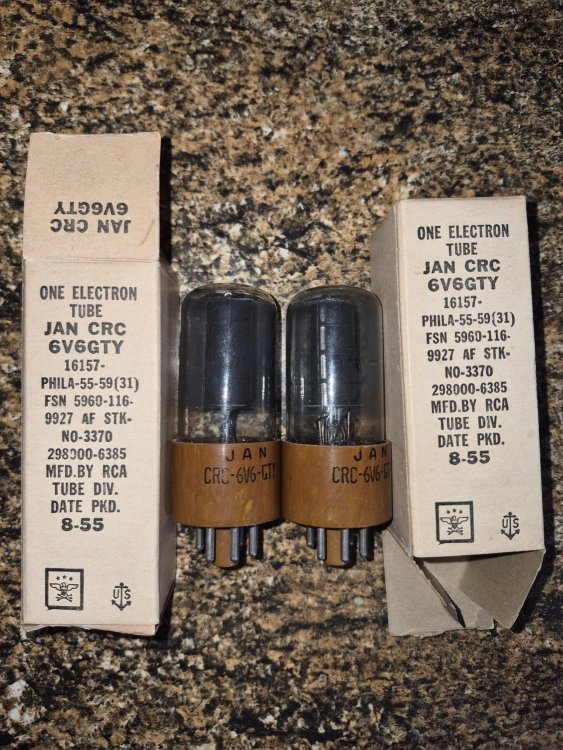 JAN CRC
6V6GTY
ONE ELECTRON
TUBE
JAN CRC
6V6GTY
16157-
PHILA-55-59(31)
FSN 5960-116-
9927 AF STK-
NO-3370
298000-6385
MFD.BY RCA
TUBE DIV.
DATE PKD.
8-55
U S
JAN
CRC-6V6-GTY
JAN
CRC-6V6-GT
ONE ELECTRON
TUBE
JAN CRC
6V6GTY
16157-
PHILA-55-59(31)
FSN 5960-116-
9927 AF STK-
NO-3370
298000-6385
MFD.BY RCA
TUBE DIV.
DATE PKD.
8-55
U S